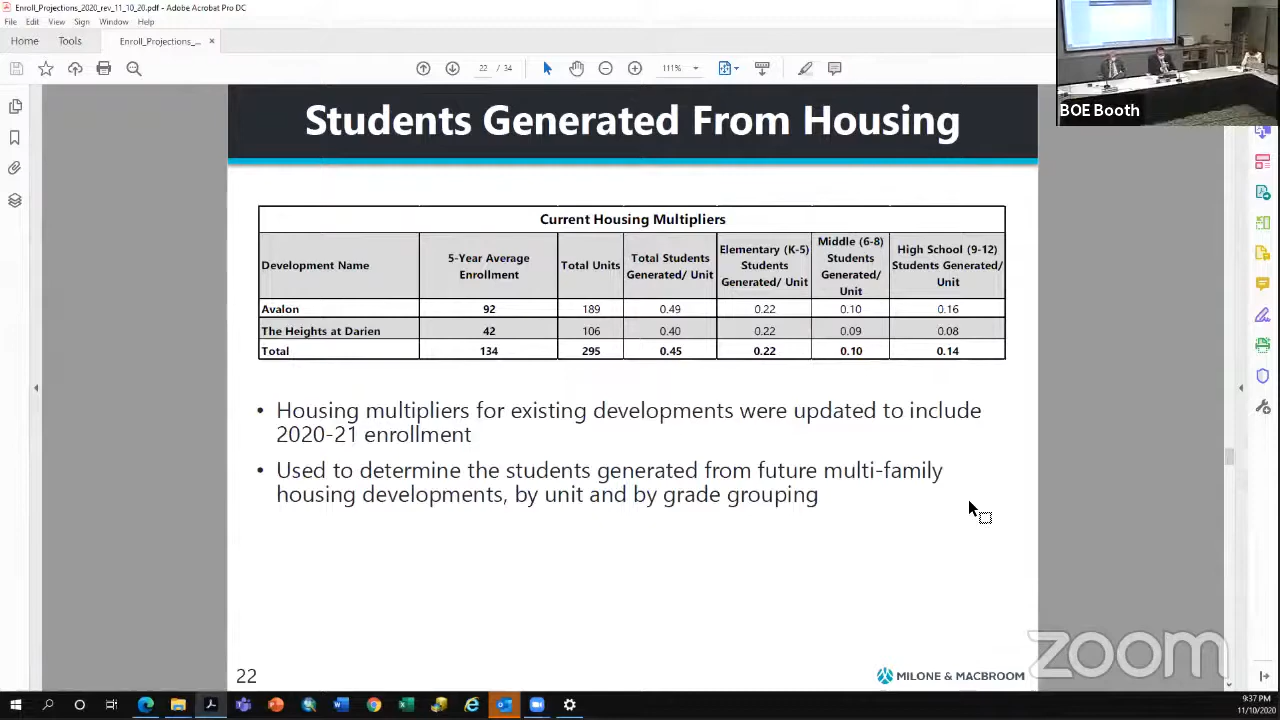 Enroll_Projections_2020_rev_11_10_20.pdf - Adobe Acrobat Pro DC
File Edit View Sign Window Help
Home Tools Enroll_Projections_... ×
22 / 34 111%
BOE Booth
Students Generated From Housing
Current Housing Multipliers
Development Name 5-Year Average Enrollment Total Units Total Students Generated/ Unit Elementary (K-5) Students Generated/ Unit Middle (6-8) Students Generated/ Unit High School (9-12) Students Generated/ Unit
Avalon 92 189 0.49 0.22 0.10 0.16
The Heights at Darien 42 106 0.40 0.22 0.09 0.08
Total 134 295 0.45 0.22 0.10 0.14
• Housing multipliers for existing developments were updated to include
2020-21 enrollment
• Used to determine the students generated from future multi-family
housing developments, by unit and by grade grouping
22
MILONE & MACBROOM
zoom
9:37 PM
11/10/2020